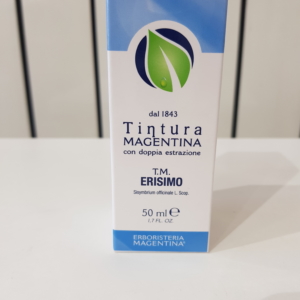 dal 1843
Tintura
MAGENTINA
con doppia estrazione
T.M.
ERISIMO
Sisymbrium officinale L. Scop.
50 ml ℮
1.7 FL. OZ.
ERBORISTERIA
MAGENTINA®